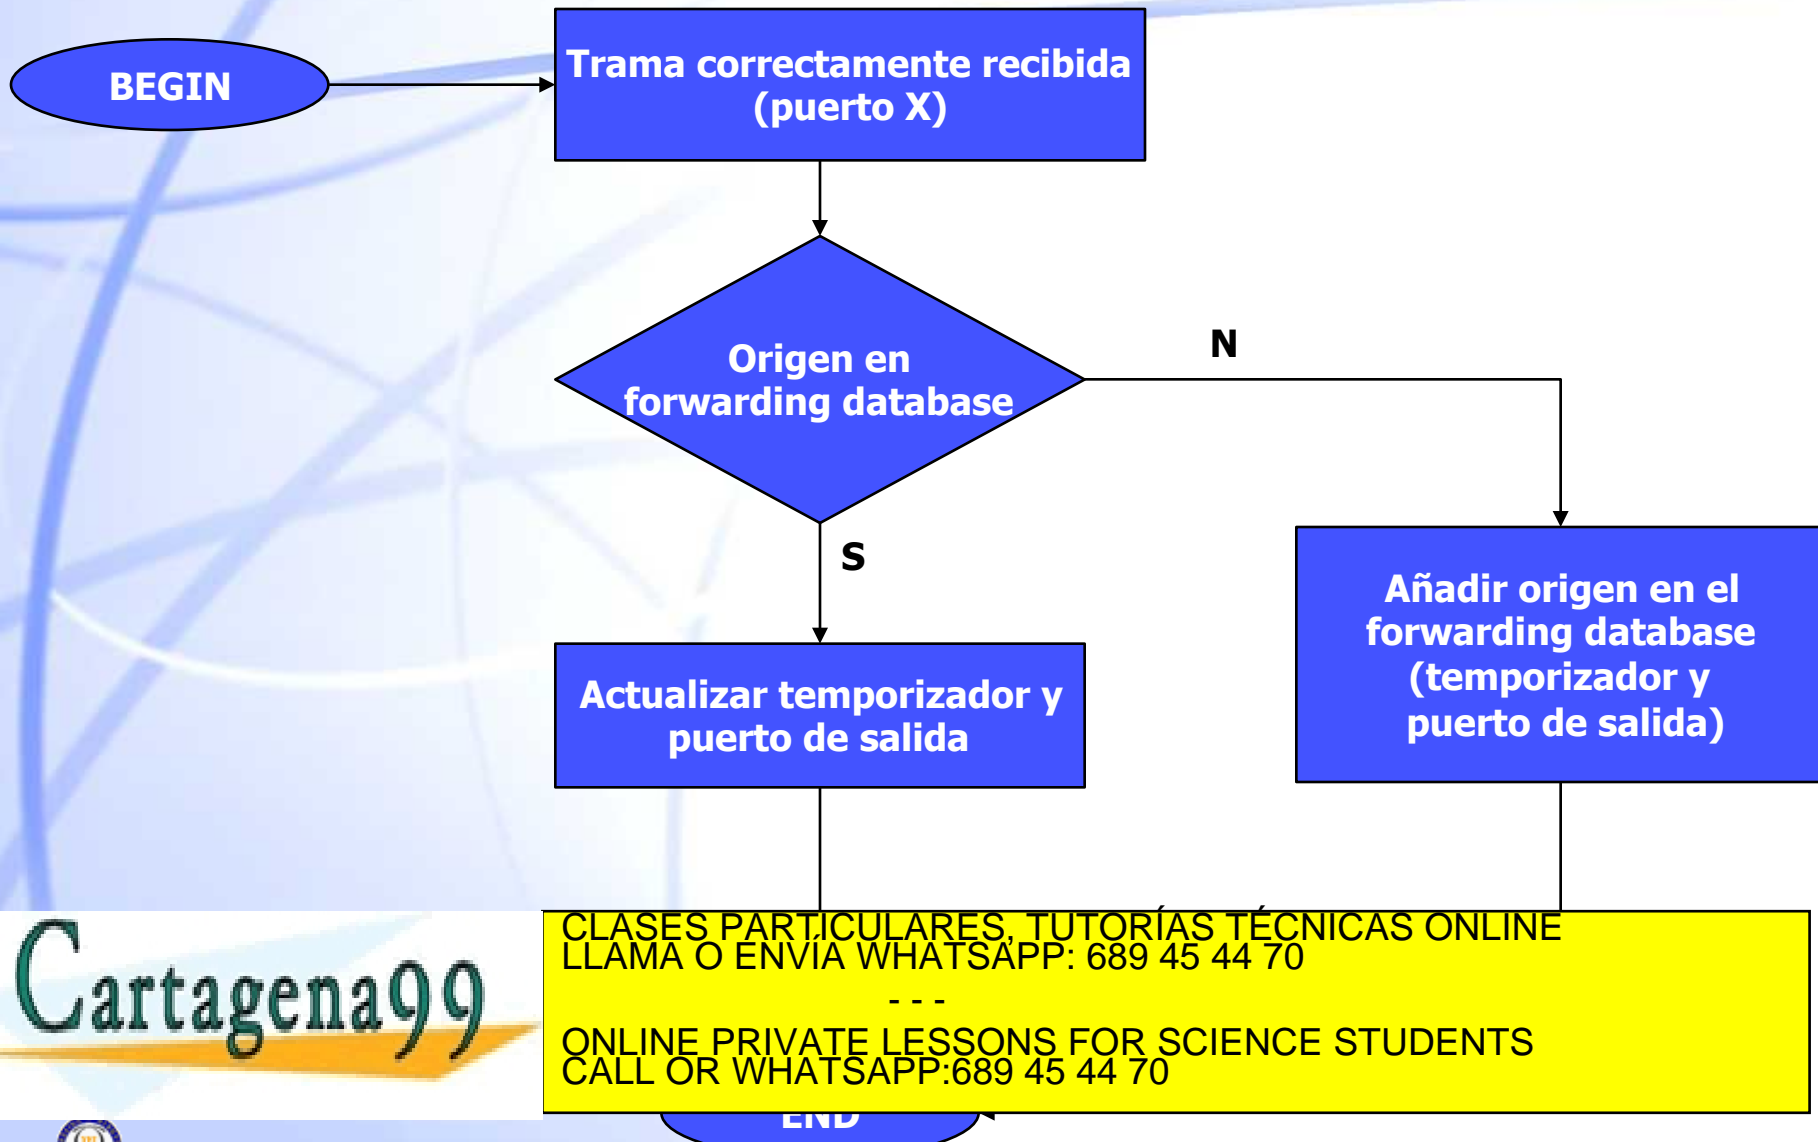 BEGIN
Trama correctamente recibida
(puerto X)
Origen en
forwarding database
N
S
Añadir origen en el
forwarding database
(temporizador y
puerto de salida)
Actualizar temporizador y
puerto de salida
Cartagena99
CLASES PARTICULARES, TUTORÍAS TÉCNICAS ONLINE
LLAMA O ENVÍA WHATSAPP: 689 45 44 70
- - -
ONLINE PRIVATE LESSONS FOR SCIENCE STUDENTS
CALL OR WHATSAPP:689 45 44 70
END